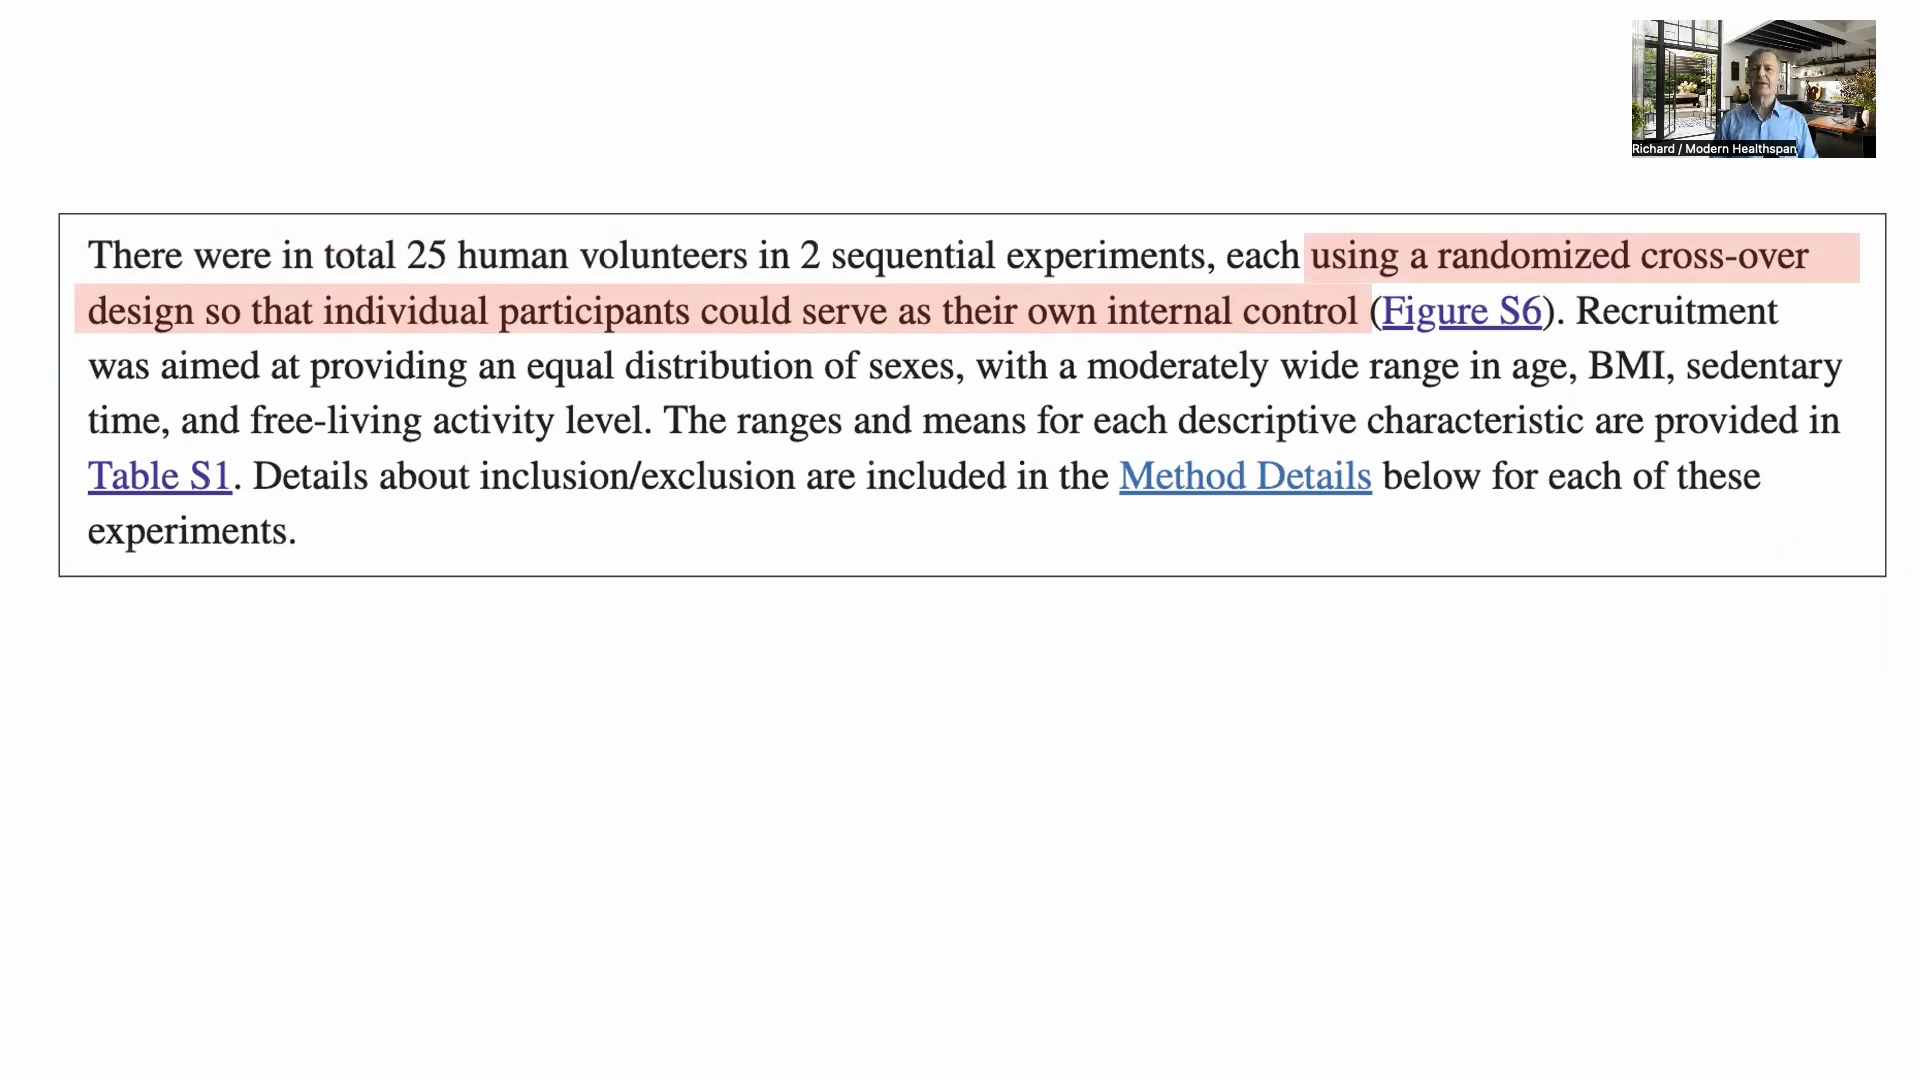 Richard / Modern Healthspan
There were in total 25 human volunteers in 2 sequential experiments, each using a randomized cross-over
design so that individual participants could serve as their own internal control (Figure S6). Recruitment
was aimed at providing an equal distribution of sexes, with a moderately wide range in age, BMI, sedentary
time, and free-living activity level. The ranges and means for each descriptive characteristic are provided in
Table S1. Details about inclusion/exclusion are included in the Method Details below for each of these
experiments.